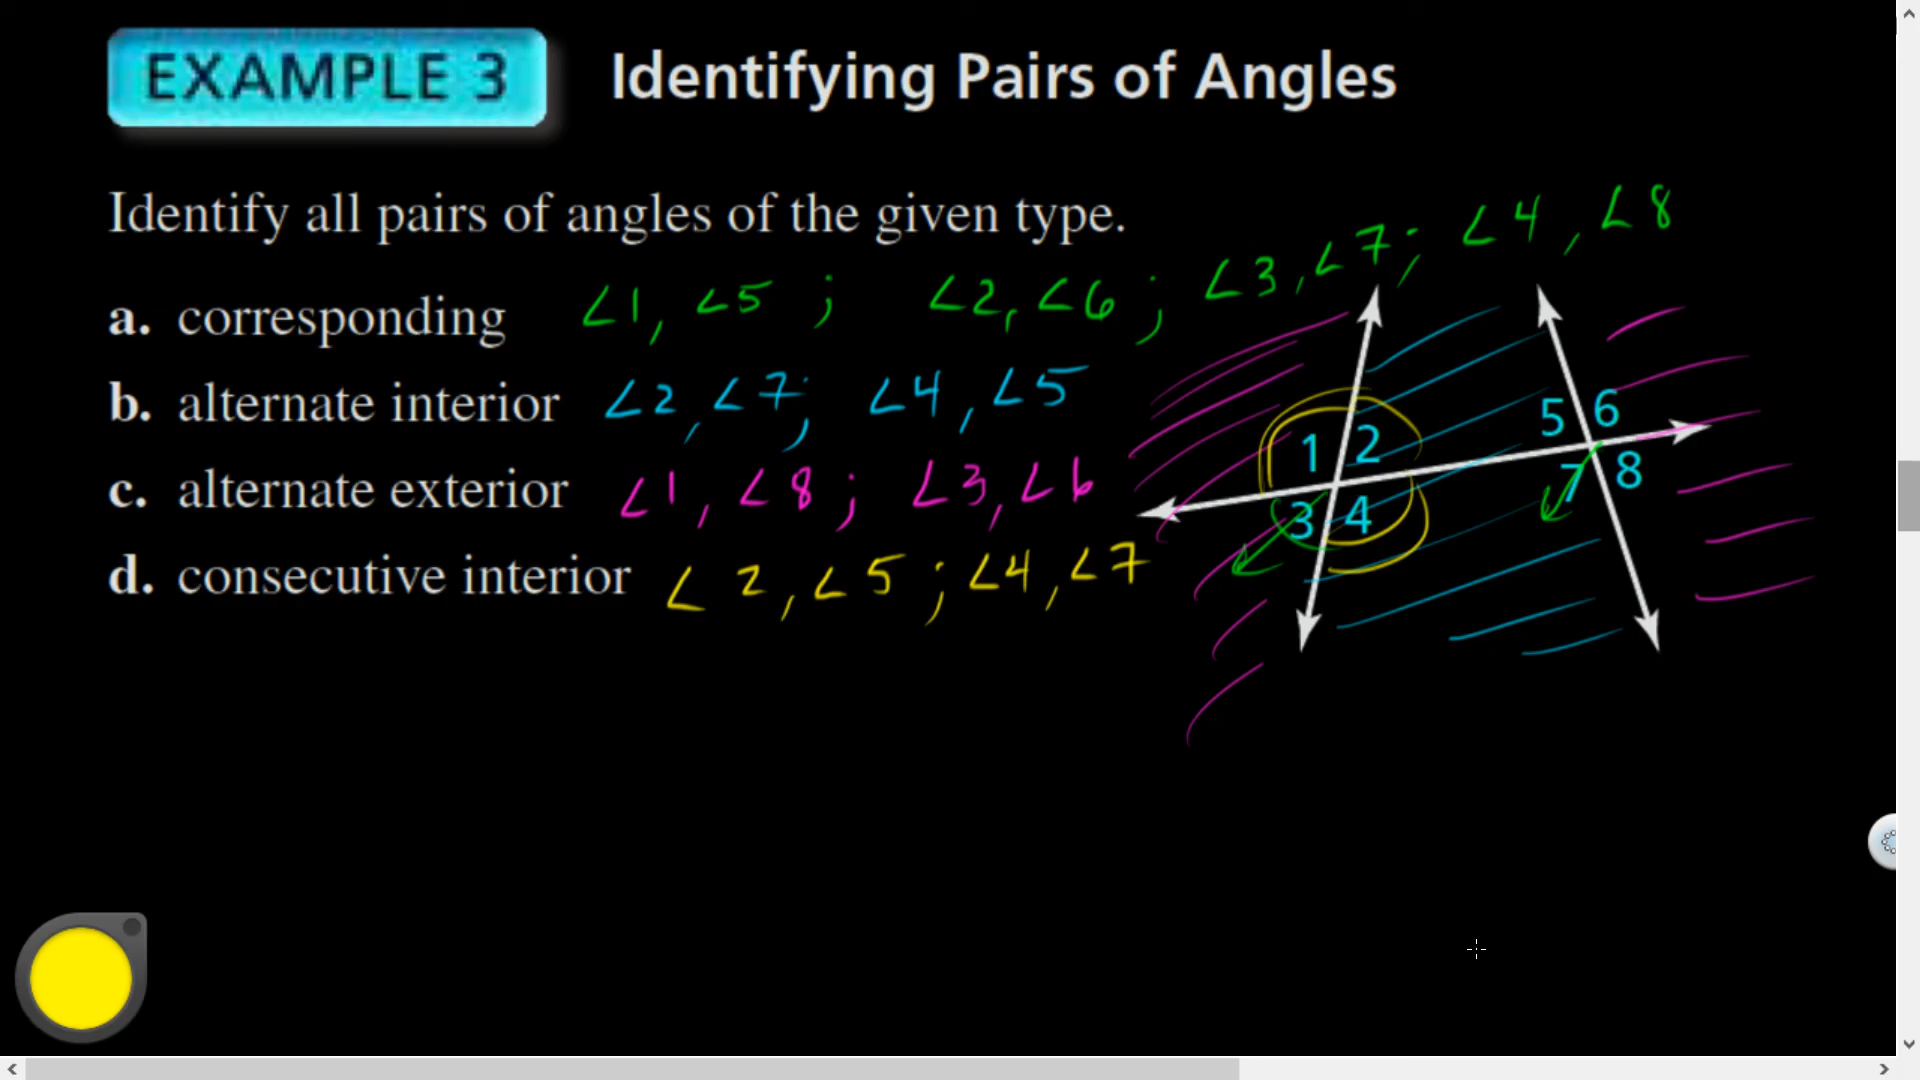 EXAMPLE 3 Identifying Pairs of Angles
Identify all pairs of angles of the given type.
a. corresponding ∠1, ∠5 ; ∠2, ∠6 ; ∠3, ∠7 ; ∠4, ∠8
b. alternate interior ∠2, ∠7 ; ∠4, ∠5
c. alternate exterior ∠1, ∠8 ; ∠3, ∠6
d. consecutive interior ∠2, ∠5 ; ∠4, ∠7
5 6
1 2
7 8
3 4